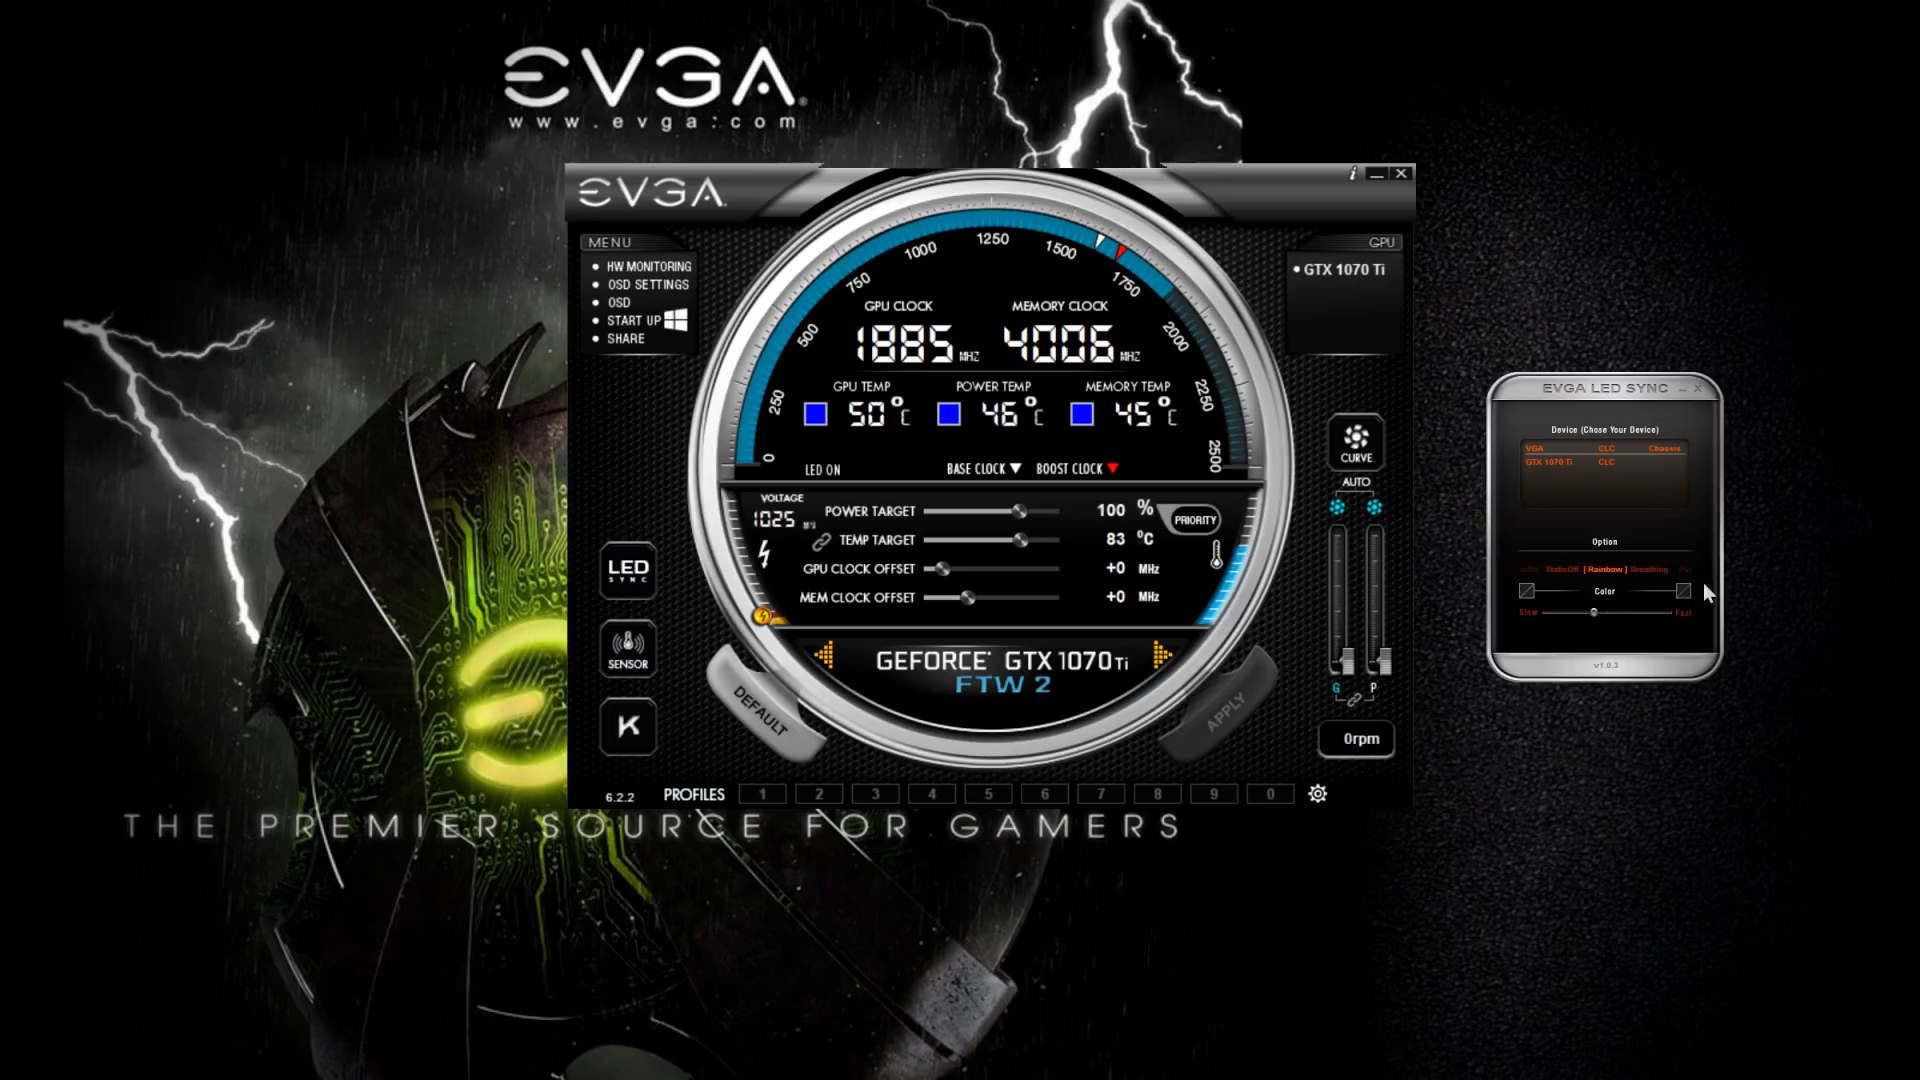 EVGA
www.evga.com
EVGA
i
MENU
HW MONITORING
OSD SETTINGS
OSD
START UP
SHARE
GPU
GTX 1070 Ti
0 250 500 750 1000 1250 1500 1750 2000 2250 2500
GPU CLOCK MEMORY CLOCK
1885 MHZ 4006 MHZ
GPU TEMP POWER TEMP MEMORY TEMP
50°C 46°C 45°C
LED ON BASE CLOCK BOOST CLOCK
VOLTAGE
1025 MV
POWER TARGET 100 %
TEMP TARGET 83 °C
GPU CLOCK OFFSET +0 MHz
MEM CLOCK OFFSET +0 MHz
PRIORITY
GEFORCE GTX 1070 Ti
FTW 2
DEFAULT
APPLY
LED
SYNC
SENSOR
K
CURVE
AUTO
G P
0rpm
6.2.2 PROFILES 1 2 3 4 5 6 7 8 9 0
THE PREMIER SOURCE FOR GAMERS
EVGA LED SYNC
Device (Chose Your Device)
VGA CLC Chassis
GTX 1070 Ti CLC
Option
StaticOff [ Rainbow ] Breathing
Color
Slow Fast
v1.0.3